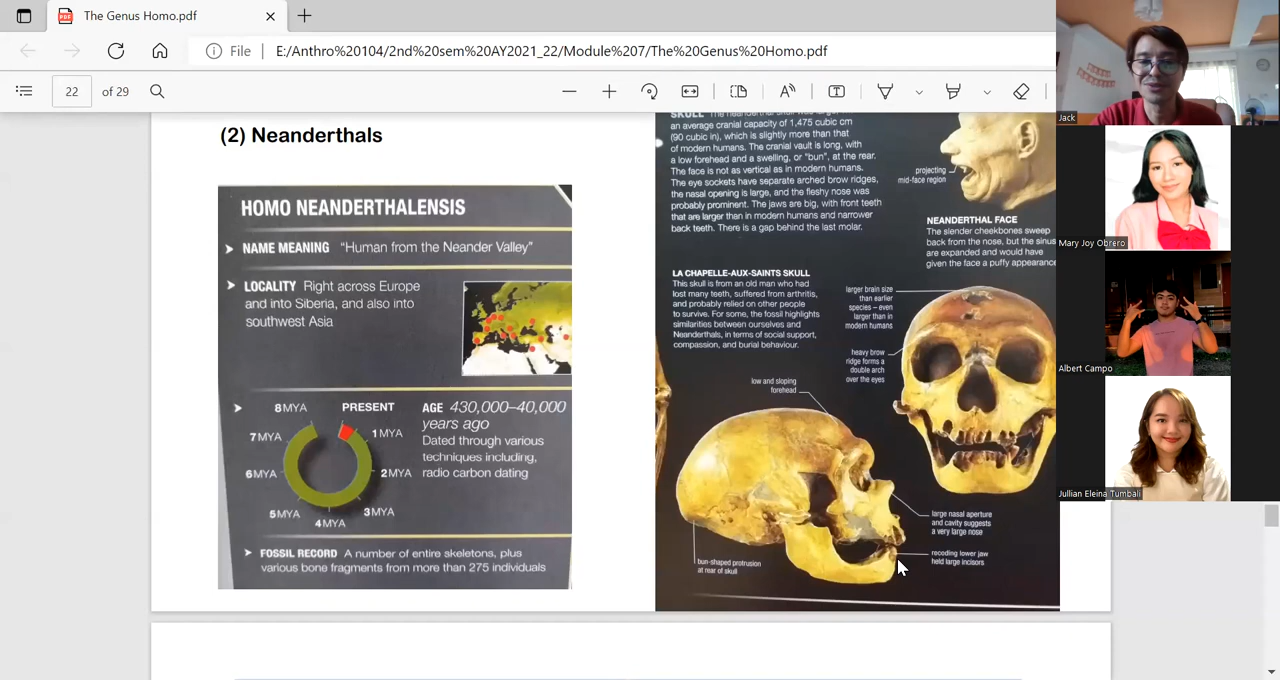 The Genus Homo.pdf
File
E:/Anthro%20104/2nd%20sem%20AY2021_22/Module%207/The%20Genus%20Homo.pdf
22
of 29
(2) Neanderthals
HOMO NEANDERTHALENSIS
NAME MEANING “Human from the Neander Valley”
LOCALITY Right across Europe
and into Siberia, and also into
southwest Asia
8MYA
PRESENT
7MYA
1MYA
6MYA
2MYA
5MYA
3MYA
4MYA
AGE 430,000–40,000
years ago
Dated through various
techniques including,
radio carbon dating
FOSSIL RECORD A number of entire skeletons, plus
various bone fragments from more than 275 individuals
an average cranial capacity of 1,475 cubic cm
(90 cubic in), which is slightly more than that
of modern humans. The cranial vault is long, with
a low forehead and a swelling, or “bun”, at the rear.
The face is not as vertical as in modern humans.
The eye sockets have separate arched brow ridges,
the nasal opening is large, and the fleshy nose was
probably prominent. The jaws are big, with front teeth
that are larger than in modern humans and narrower
back teeth. There is a gap behind the last molar.
projecting
mid-face region
NEANDERTHAL FACE
The slender cheekbones sweep
back from the nose, but the sinus
are expanded and would have
given the face a puffy appearance
LA CHAPELLE-AUX-SAINTS SKULL
This skull is from an old man who had
lost many teeth, suffered from arthritis,
and probably relied on other people
to survive. For some, the fossil highlights
similarities between ourselves and
Neanderthals, in terms of social support,
compassion, and burial behaviour.
larger brain size
than earlier
species – even
larger than in
modern humans
heavy brow
ridge forms a
double arch
over the eyes
low and sloping
forehead
large nasal aperture
and cavity suggests
a very large nose
recoding lower jaw
held large incisors
bun-shaped protrusion
at rear of skull
Jack
Mary Joy Obrero
Albert Campo
Jullian Eleina Tumbali